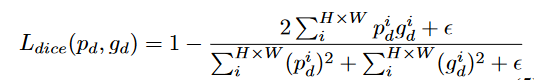 L_{dice}(p_d, g_d) = 1 - \frac{2 \sum_i^{H \times W} p_d^i g_d^i + \epsilon}{\sum_i^{H \times W} (p_d^i)^2 + \sum_i^{H \times W} (g_d^i)^2 + \epsilon}